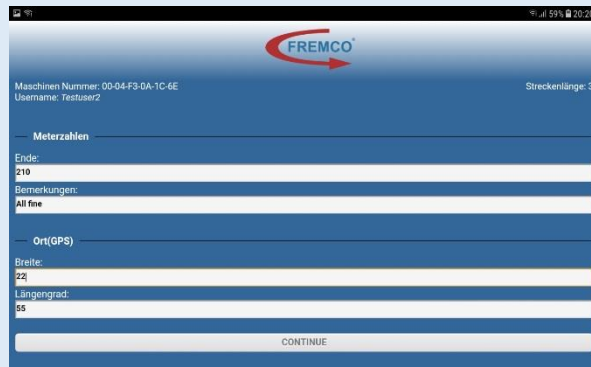 59% 20:20
FREMCO®
Maschinen Nummer: 00-04-F3-0A-1C-6E
Streckenlänge: 3
Username: Testuser2
Meterzahlen
Ende:
210
Bemerkungen:
All fine
Ort(GPS)
Breite:
22
Längengrad:
55
CONTINUE